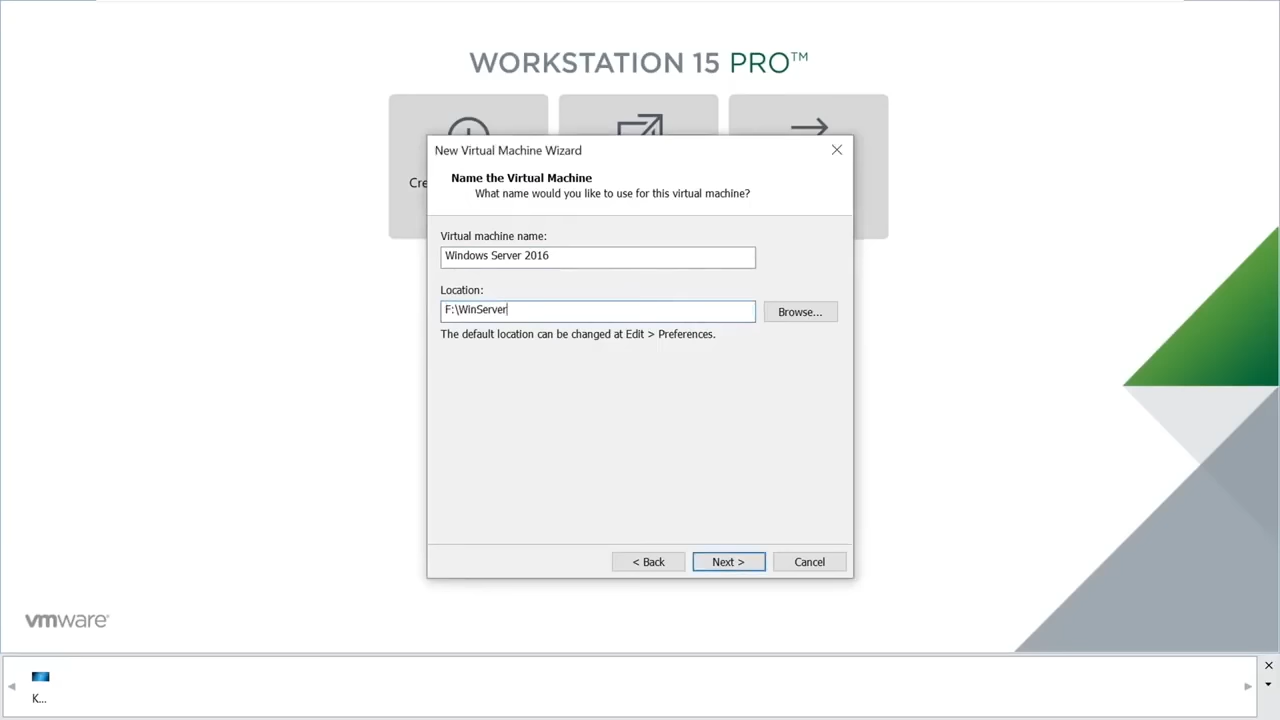 WORKSTATION 15 PRO™
Cre
New Virtual Machine Wizard
Name the Virtual Machine
What name would you like to use for this virtual machine?
Virtual machine name:
Windows Server 2016
Location:
F:\WinServer
Browse...
The default location can be changed at Edit > Preferences.
< Back
Next >
Cancel
vmware®
K...